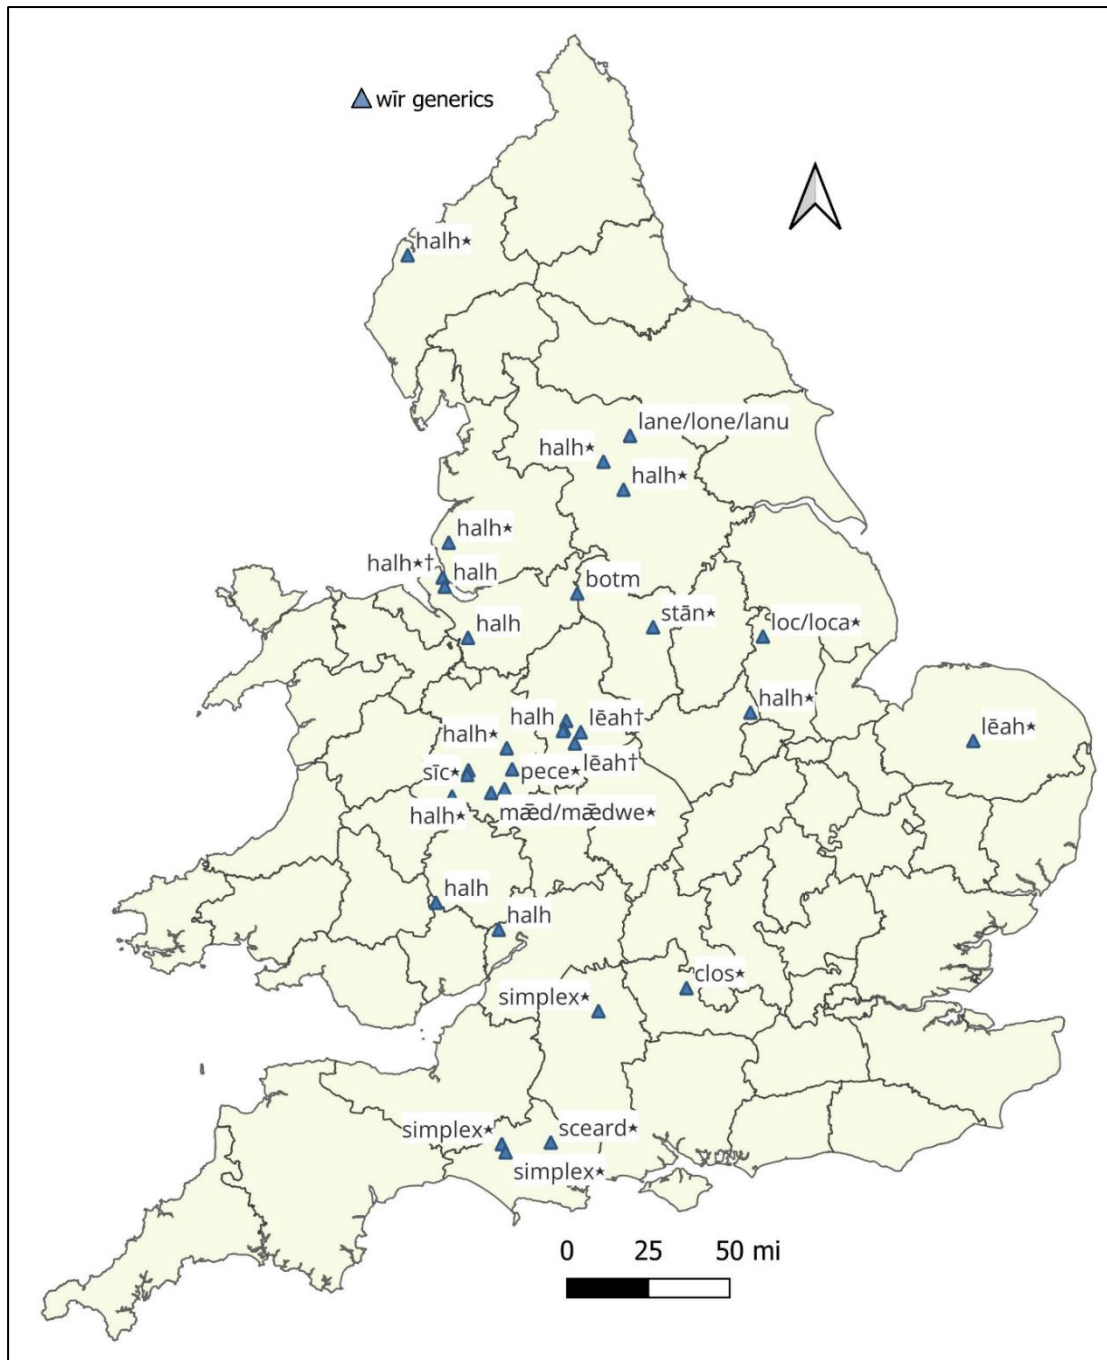 wīr generics
halh⋆
lane/lone/lanu
halh⋆
halh⋆
halh⋆
halh⋆†
halh
botm
stān⋆
halh
loc/loca⋆
halh⋆
halh
lēah†
lēah⋆
halh⋆
lēah†
sīc⋆
pece⋆
halh⋆
mǣd/mǣdwe⋆
halh
halh
clos⋆
simplex⋆
simplex⋆
sceard⋆
simplex⋆
0 25 50 mi